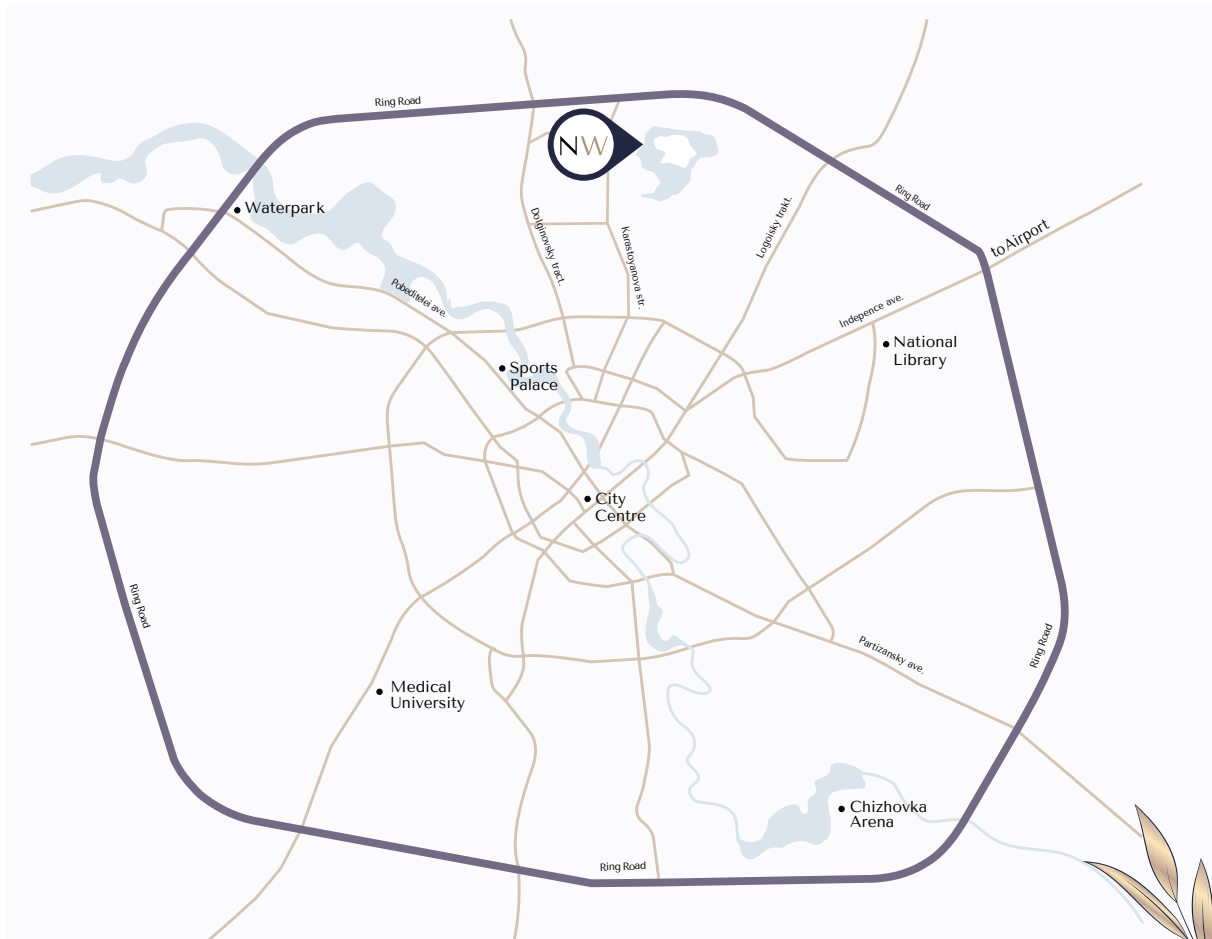 Ring Road
NW
Waterpark
Ring Road
Dolginovsky tract.
Karastoyanova str.
Logoisky trakt.
to Airport
Pobeditelei ave.
Indepence ave.
National
Library
Sports
Palace
City
Centre
Ring Road
Ring Road
Partizansky ave.
Medical
University
Chizhovka
Arena
Ring Road